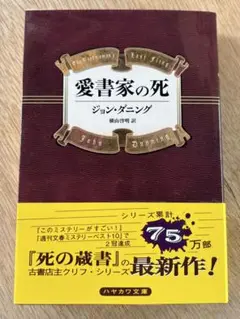 The Bookwoman's Last Fling
愛書家の死
ジョン・ダニング
横山啓明 訳
John Dunning
『このミステリーがすごい!』
『週刊文春ミステリーベスト10』で
2冠達成
シリーズ累計
75万部
『死の蔵書』の
古書店主クリフ・シリーズ
最新作!
ハヤカワ文庫